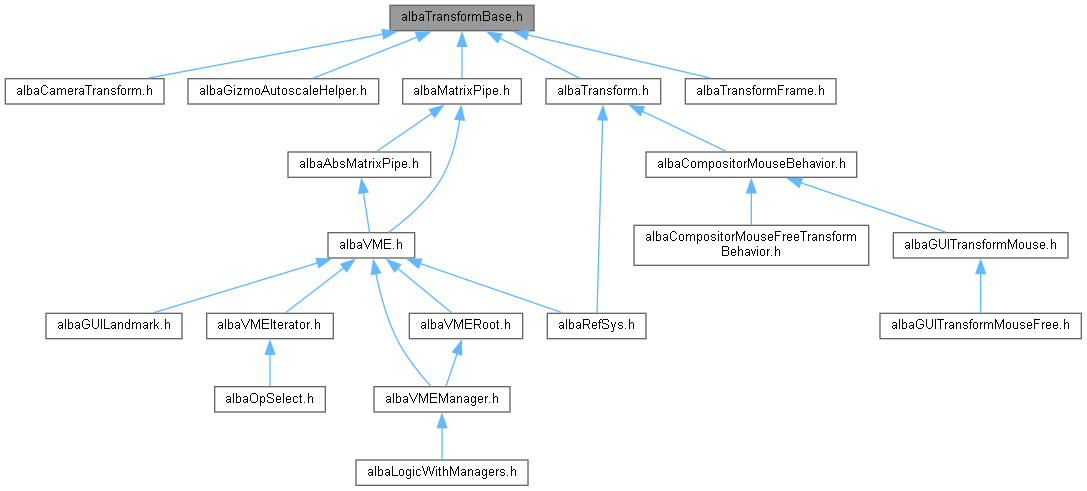 albaTransformBase.h
albaCameraTransform.h
albaGizmoAutoscaleHelper.h
albaMatrixPipe.h
albaTransform.h
albaTransformFrame.h
albaAbsMatrixPipe.h
albaCompositorMouseBehavior.h
albaVME.h
albaCompositorMouseFreeTransform
Behavior.h
albaGUITransformMouse.h
albaGUILandmark.h
albaVMEIterator.h
albaVMERoot.h
albaRefSys.h
albaGUITransformMouseFree.h
albaOpSelect.h
albaVMEManager.h
albaLogicWithManagers.h